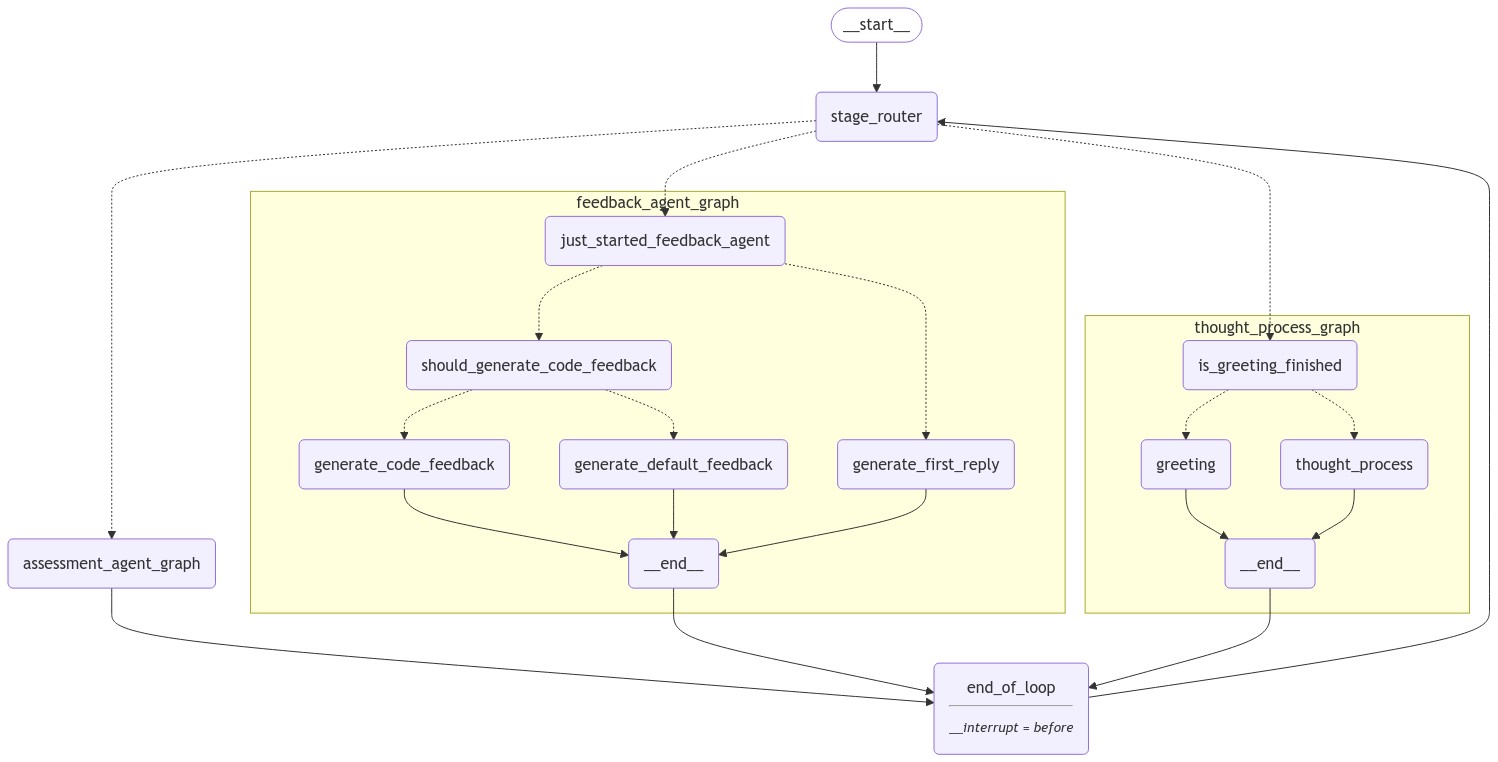 __start__
stage_router
feedback_agent_graph
just_started_feedback_agent
thought_process_graph
should_generate_code_feedback
is_greeting_finished
generate_code_feedback
generate_default_feedback
generate_first_reply
greeting
thought_process
assessment_agent_graph
__end__
__end__
end_of_loop
__interrupt = before